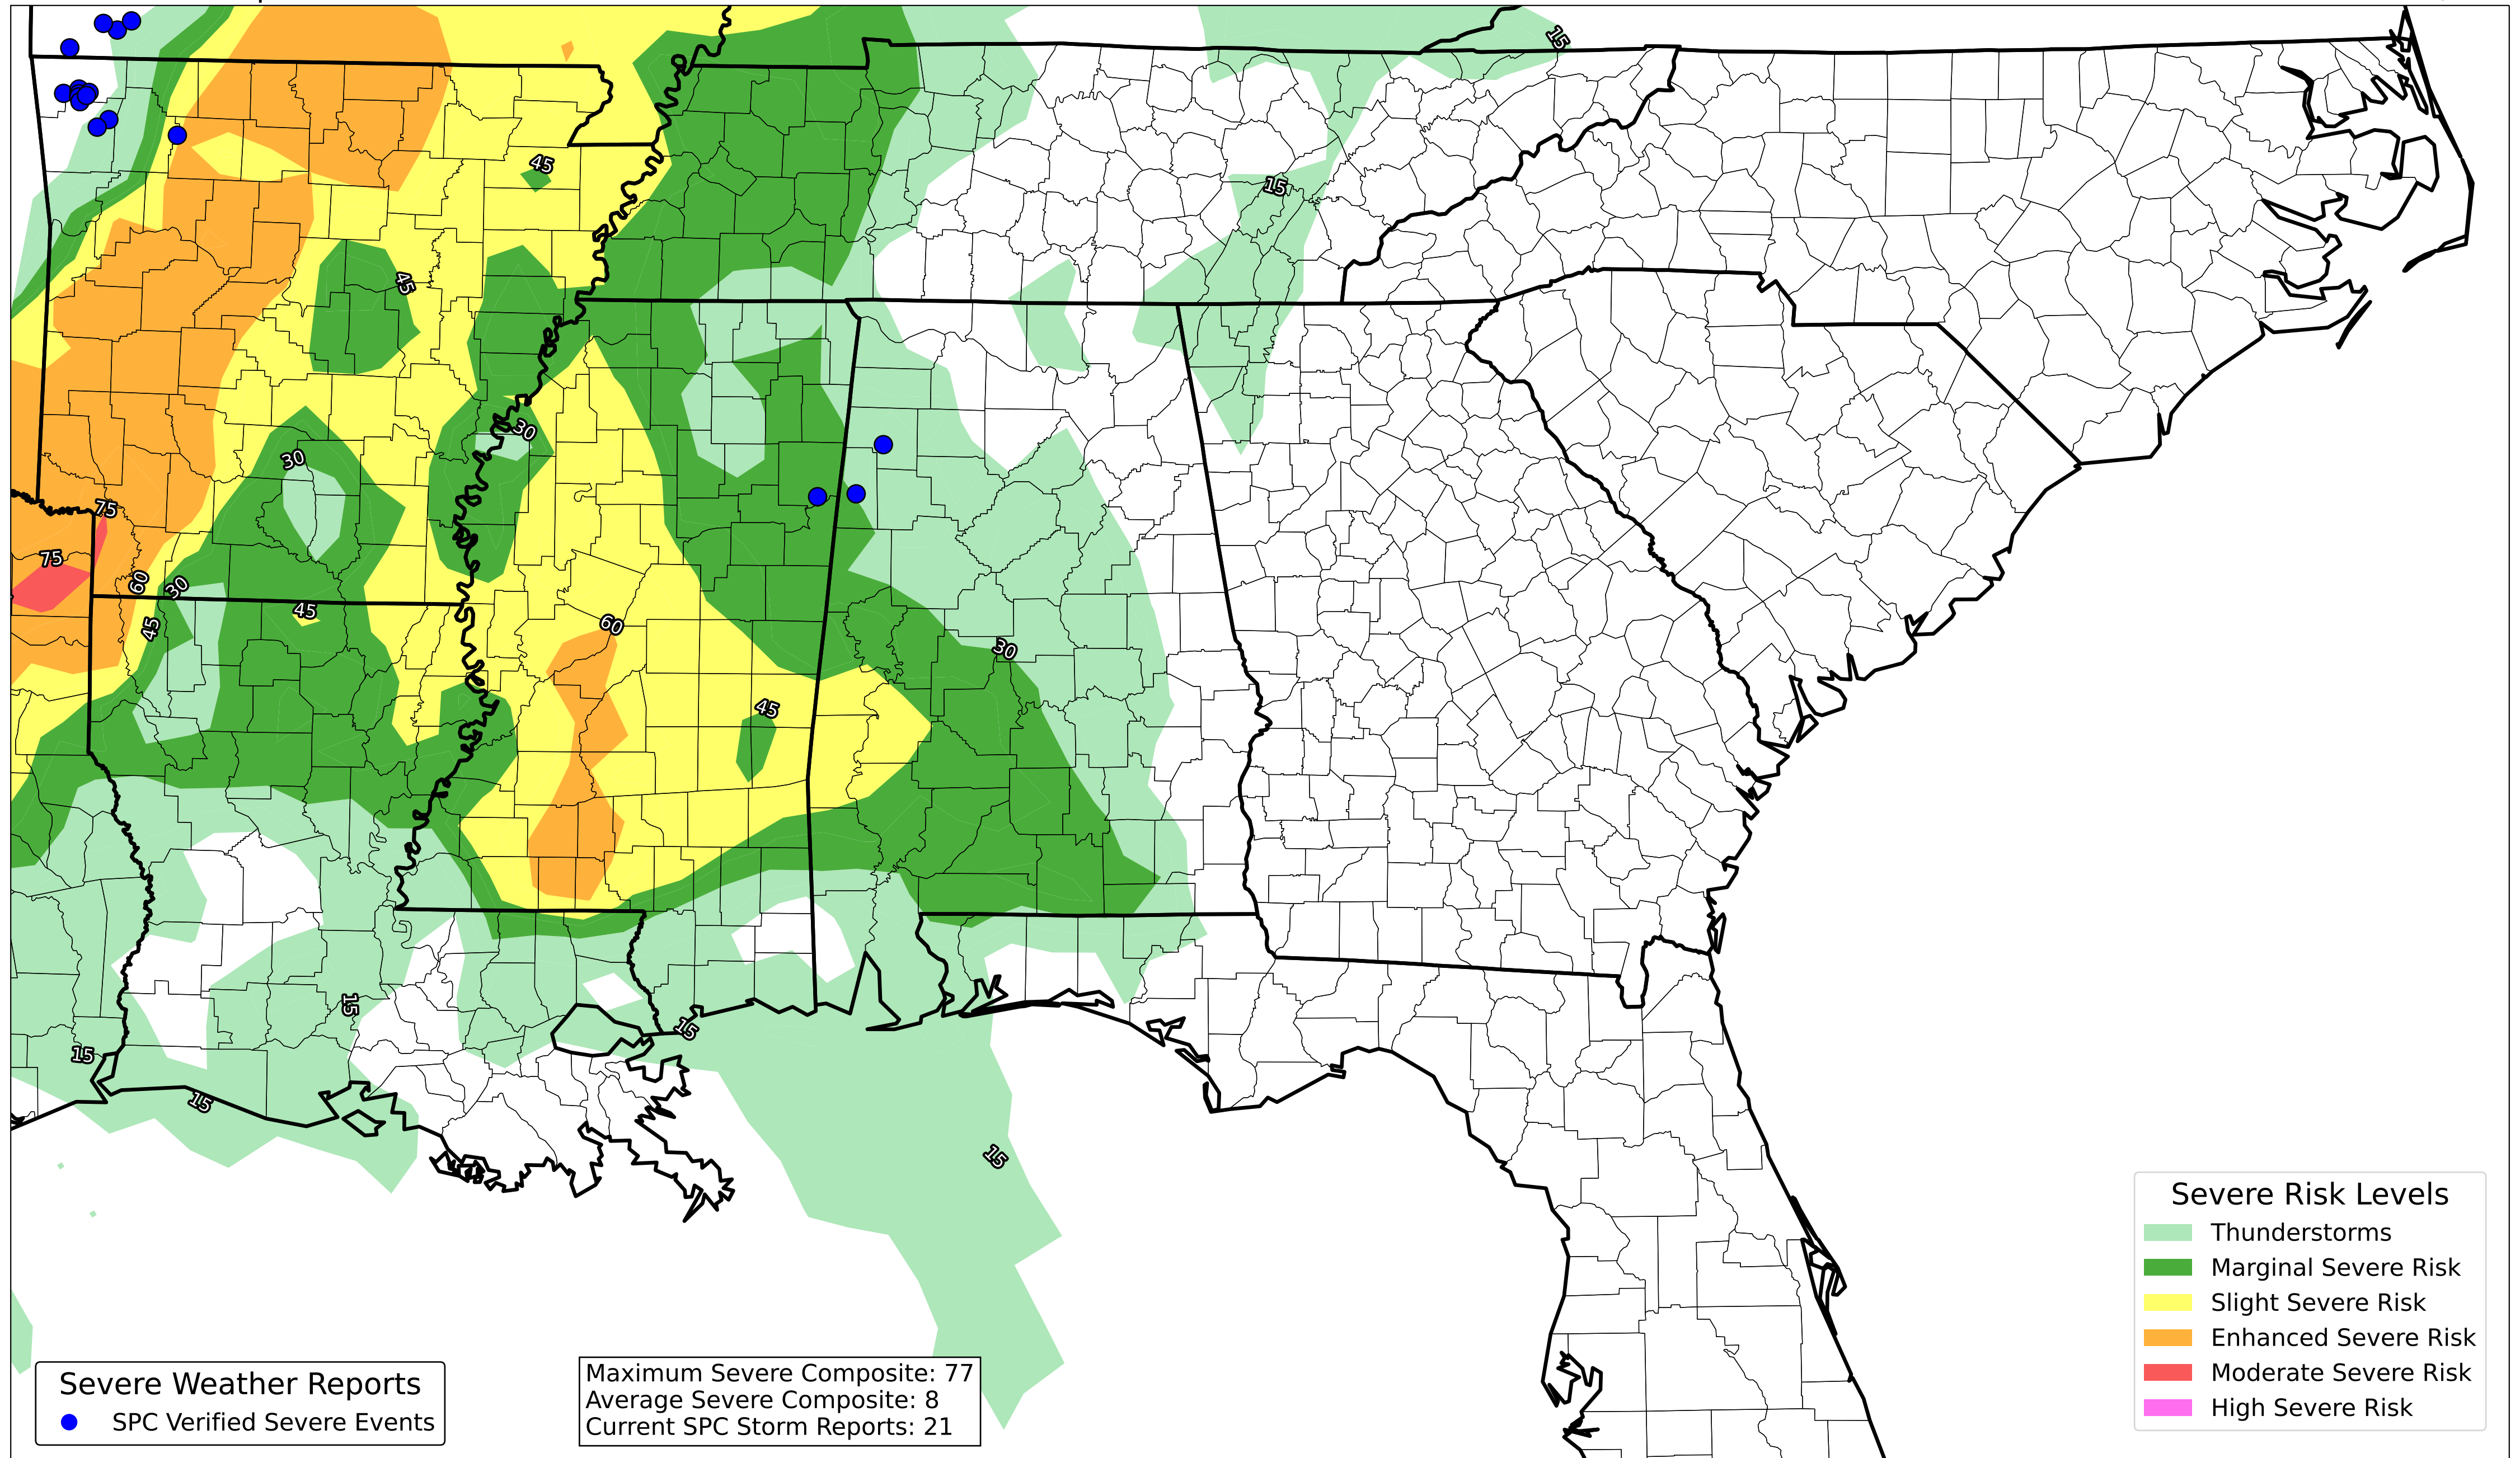 15
45
15
45
30
30
75
75
60
30
45
45
60
30
45
15
15
15
15
15
Severe Risk Levels
Thunderstorms
Marginal Severe Risk
Slight Severe Risk
Enhanced Severe Risk
Moderate Severe Risk
High Severe Risk
Severe Weather Reports
SPC Verified Severe Events
Maximum Severe Composite: 77
Average Severe Composite: 8
Current SPC Storm Reports: 21